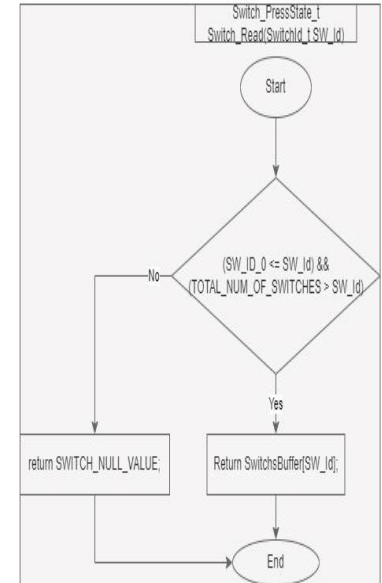 Switch_PressState_t
Switch_Read(SwitchId_t SW_Id)
Start
(SW_ID_0 <= SW_Id) &&
(TOTAL_NUM_OF_SWITCHES > SW_Id)
No
Yes
return SWITCH_NULL_VALUE;
Return SwitchsBuffer[SW_Id];
End